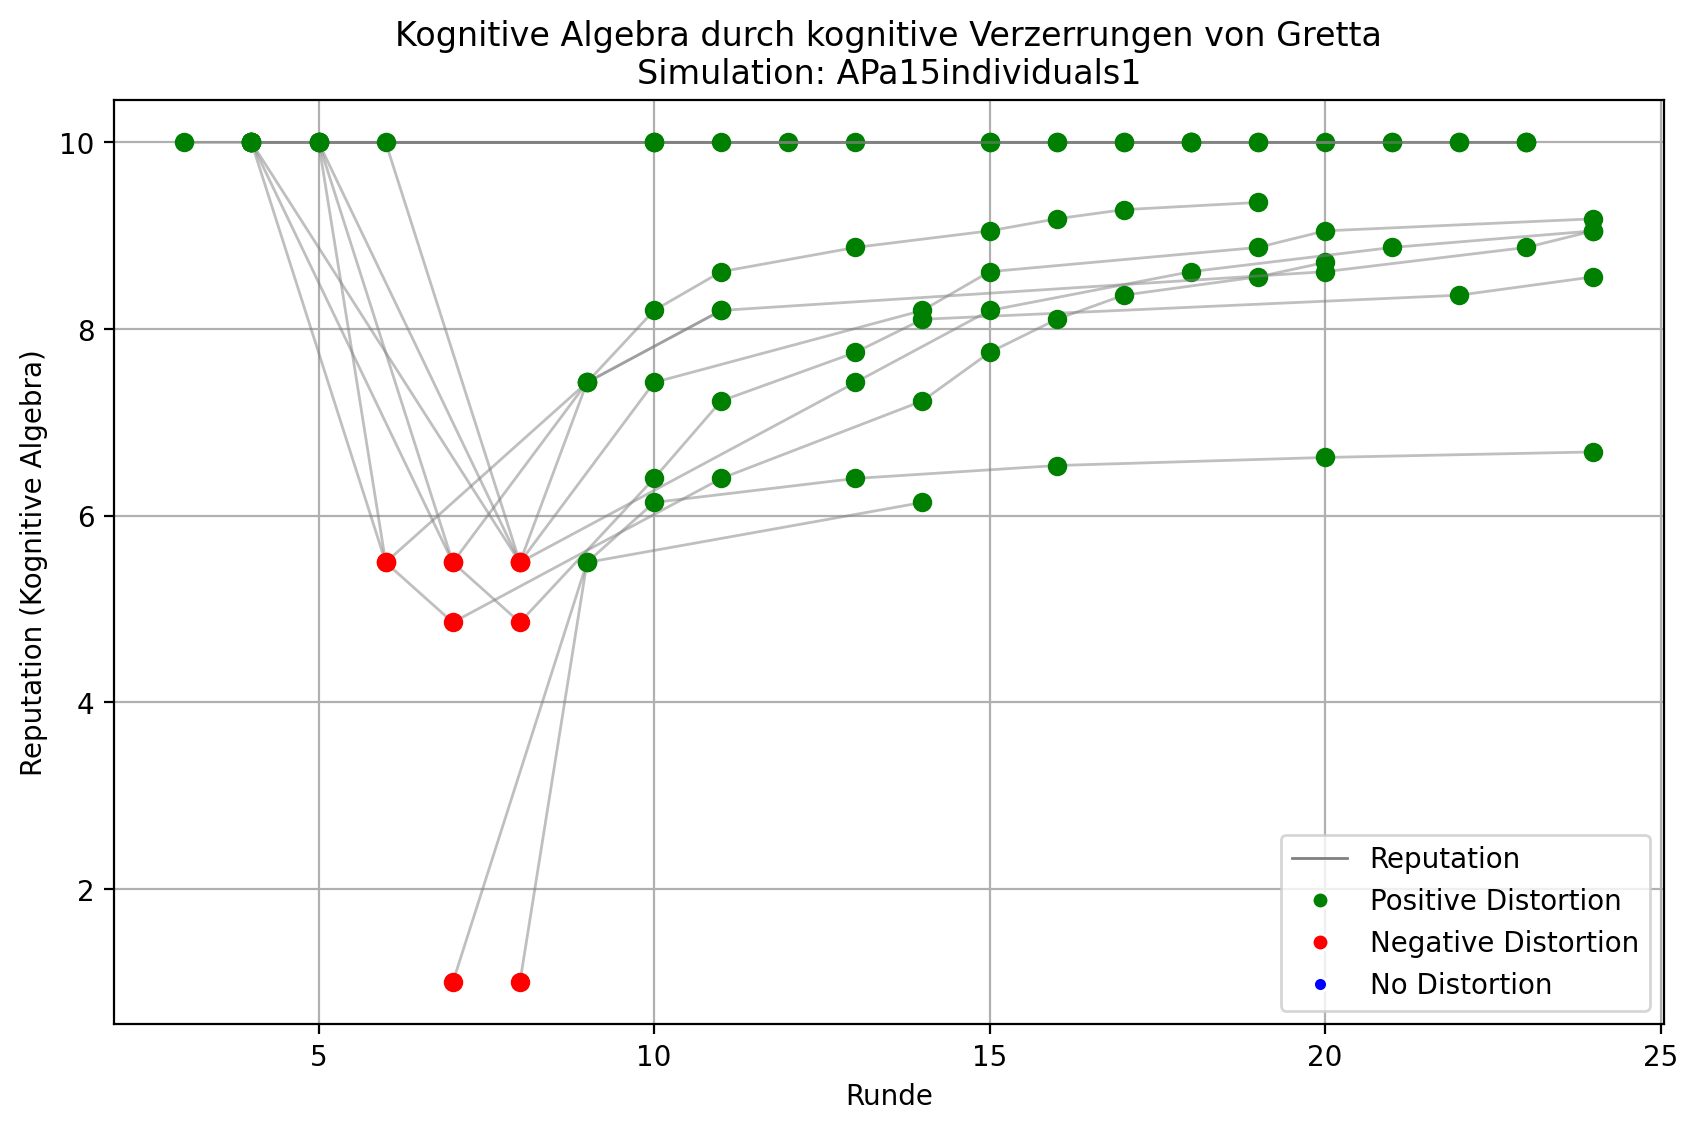 Kognitive Algebra durch kognitive Verzerrungen von Gretta
Simulation: APa15individuals1
Reputation (Kognitive Algebra)
10
8
6
4
2
Reputation
Positive Distortion
Negative Distortion
No Distortion
5
10
15
20
25
Runde